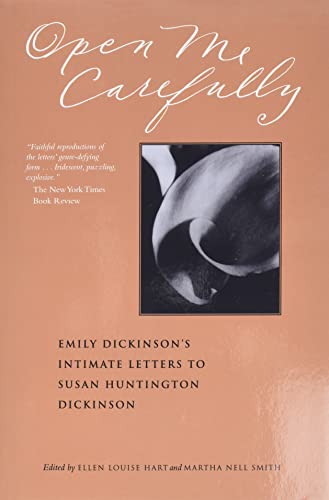 Open Me
Carefully
"Faithful reproductions of
the letters' genre-defying
form . . . Iridescent, puzzling,
explosive."
The New York Times
Book Review
EMILY DICKINSON'S
INTIMATE LETTERS TO
SUSAN HUNTINGTON
DICKINSON
Edited by ELLEN LOUISE HART and MARTHA NELL SMITH